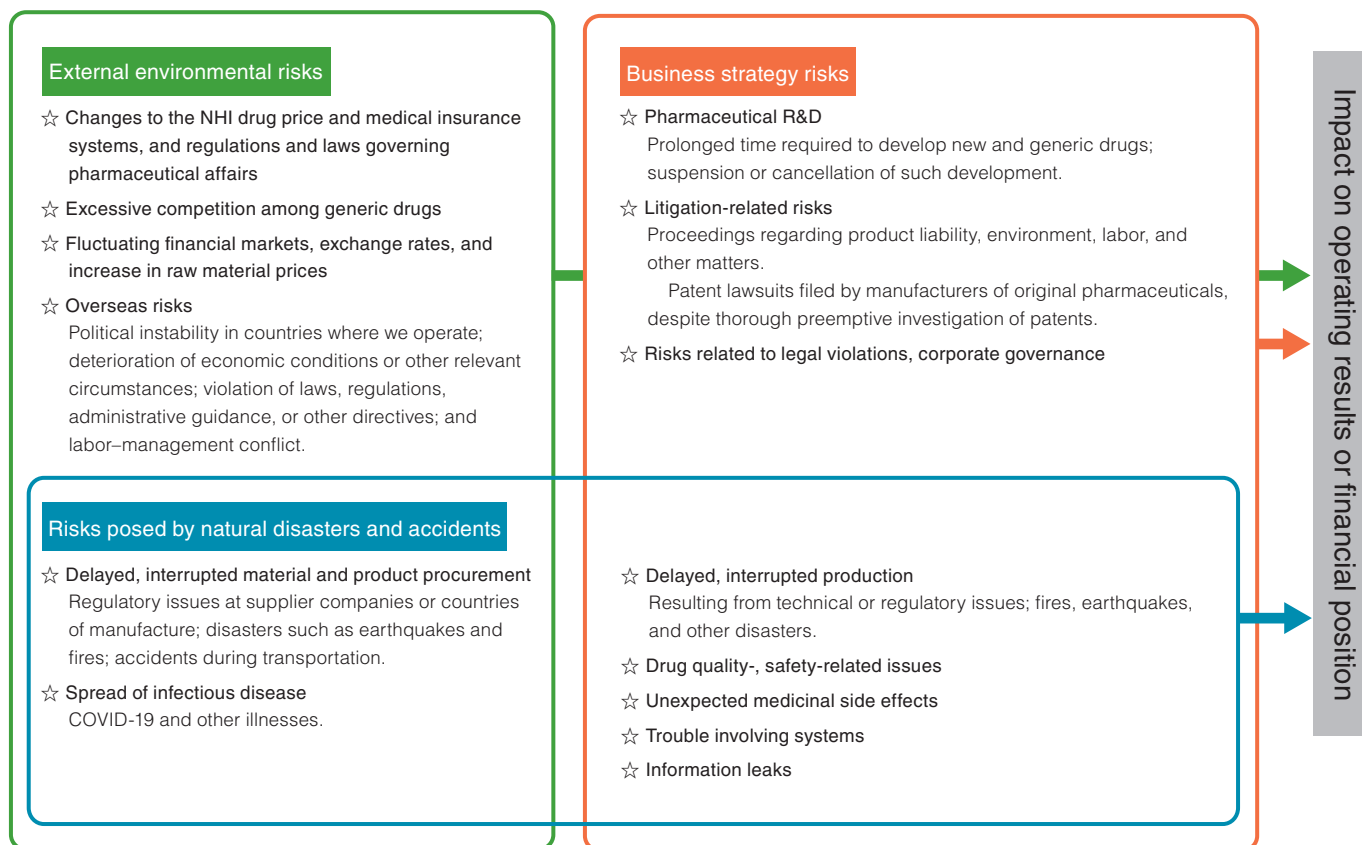 External environmental risks
☆ Changes to the NHI drug price and medical insurance
systems, and regulations and laws governing
pharmaceutical affairs
☆ Excessive competition among generic drugs
☆ Fluctuating financial markets, exchange rates, and
increase in raw material prices
☆ Overseas risks
Political instability in countries where we operate;
deterioration of economic conditions or other relevant
circumstances; violation of laws, regulations,
administrative guidance, or other directives; and
labor–management conflict.
Business strategy risks
☆ Pharmaceutical R&D
Prolonged time required to develop new and generic drugs;
suspension or cancellation of such development.
☆ Litigation-related risks
Proceedings regarding product liability, environment, labor, and
other matters.
Patent lawsuits filed by manufacturers of original pharmaceuticals,
despite thorough preemptive investigation of patents.
☆ Risks related to legal violations, corporate governance
Risks posed by natural disasters and accidents
☆ Delayed, interrupted material and product procurement
Regulatory issues at supplier companies or countries
of manufacture; disasters such as earthquakes and
fires; accidents during transportation.
☆ Spread of infectious disease
COVID-19 and other illnesses.
☆ Delayed, interrupted production
Resulting from technical or regulatory issues; fires, earthquakes,
and other disasters.
☆ Drug quality-, safety-related issues
☆ Unexpected medicinal side effects
☆ Trouble involving systems
☆ Information leaks
Impact on operating results or financial position